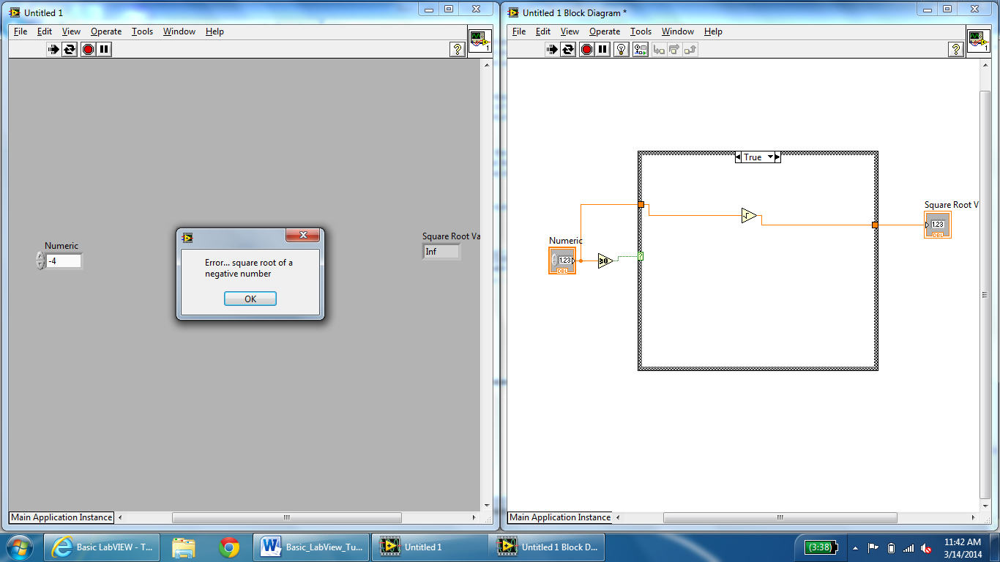 Untitled 1
File Edit View Operate Tools Window Help
1
Numeric
-4
Square Root Va
Inf
Error... square root of a
negative number
OK
Main Application Instance
Untitled 1 Block Diagram *
File Edit View Operate Tools Window Help
1
True
Square Root V
1.23
DBL
Numeric
1.23
DBL
≥0
?
Main Application Instance
Basic LabVIEW - T...
Basic_LabView_Tu...
Untitled 1
Untitled 1 Block D...
(3:38)
11:42 AM
3/14/2014